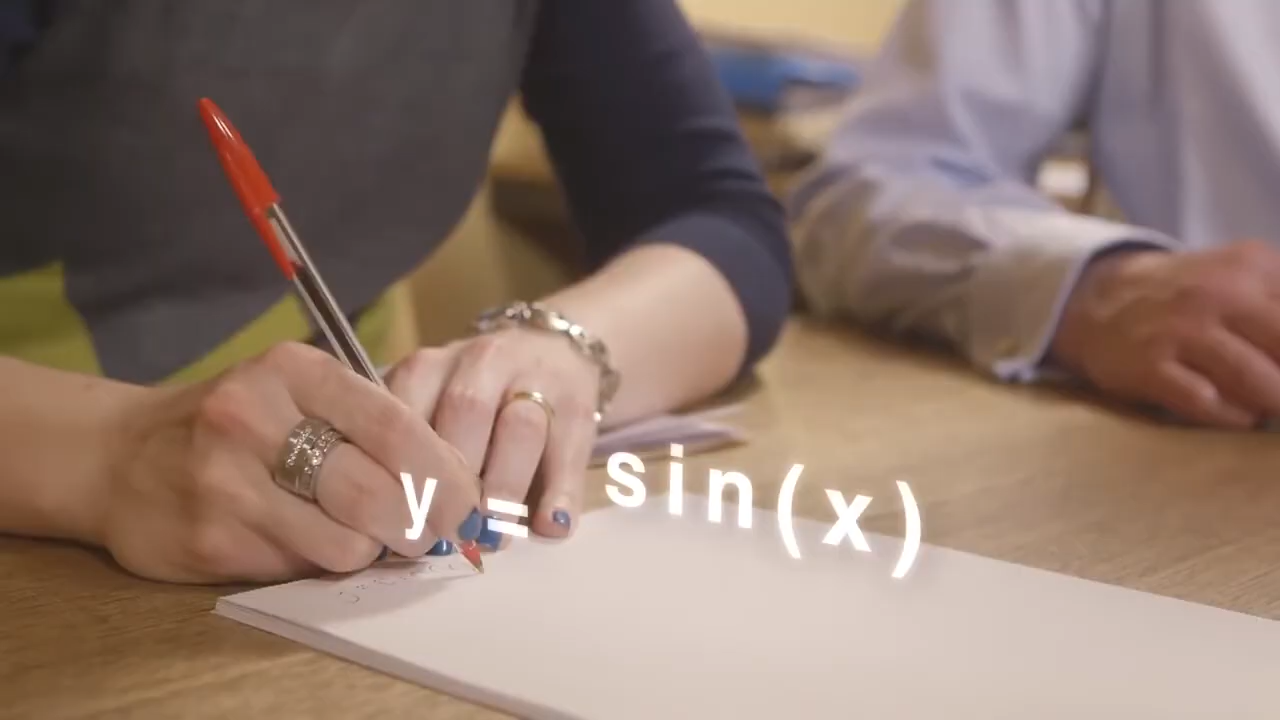 y = sin(x)